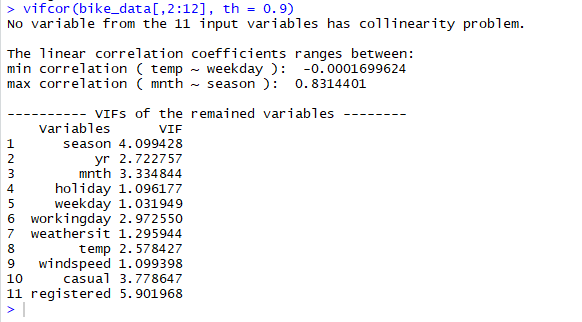 > vifcor(bike_data[,2:12], th = 0.9)
No variable from the 11 input variables has collinearity problem.
The linear correlation coefficients ranges between:
min correlation ( temp ~ weekday ):  -0.0001699624
max correlation ( mnth ~ season ):  0.8314401
---------- VIFs of the remained variables --------
    Variables      VIF
1      season 4.099428
2          yr 2.722757
3        mnth 3.334844
4     holiday 1.096177
5     weekday 1.031949
6  workingday 2.972550
7  weathersit 1.295944
8        temp 2.578427
9   windspeed 1.099398
10     casual 3.778647
11 registered 5.901968
>